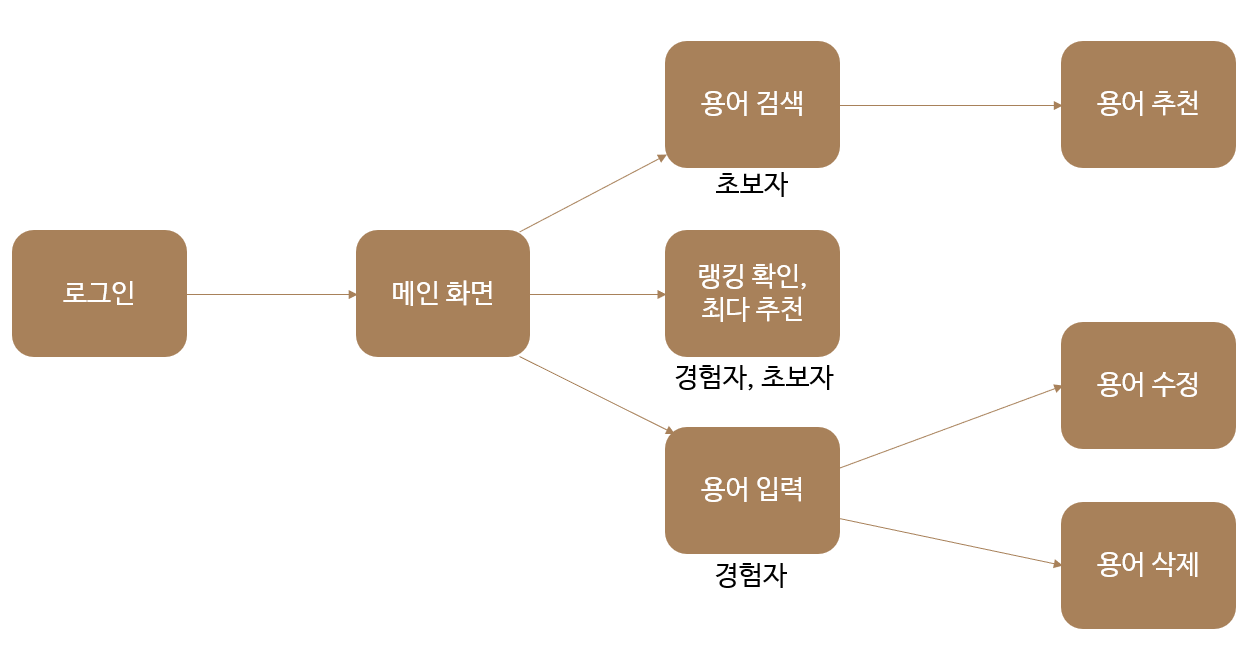 용어 검색
용어 추천
초보자
로그인
메인 화면
랭킹 확인,
최다 추천
경험자, 초보자
용어 수정
용어 입력
용어 삭제
경험자